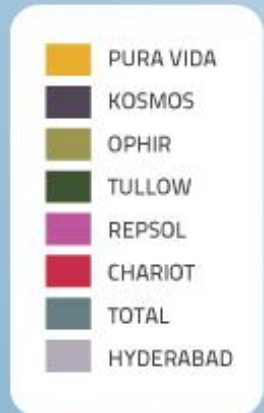 PURA VIDA
KOSMOS
OPHIR
TULLOW
REPSOL
CHARIOT
TOTAL
HYDERABAD